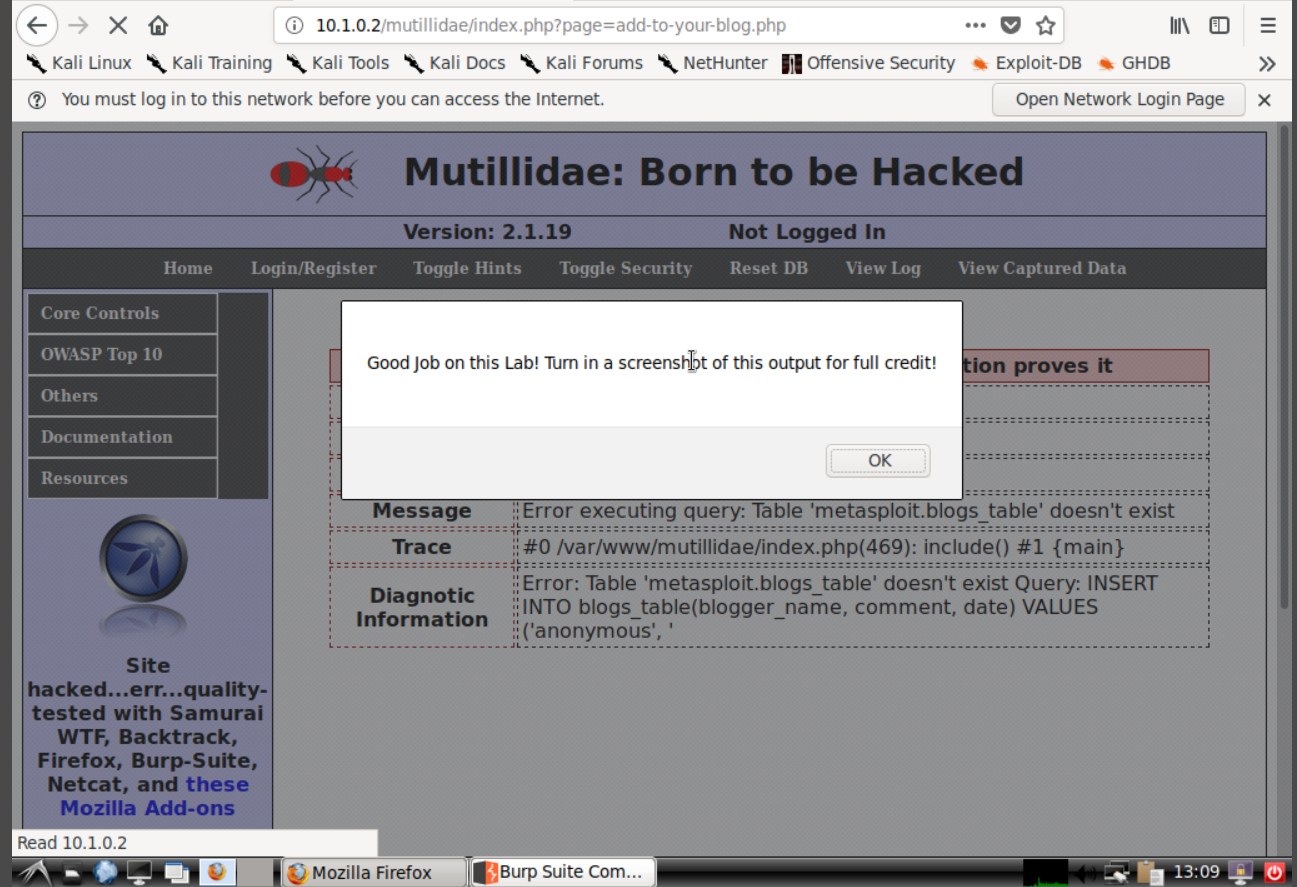 10.1.0.2/mutillidae/index.php?page=add-to-your-blog.php
Kali Linux Kali Training Kali Tools Kali Docs Kali Forums NetHunter Offensive Security Exploit-DB GHDB
You must log in to this network before you can access the Internet. Open Network Login Page
Mutillidae: Born to be Hacked
Version: 2.1.19 Not Logged In
Home Login/Register Toggle Hints Toggle Security Reset DB View Log View Captured Data
Core Controls
OWASP Top 10
Others
Documentation
Resources
Good Job on this Lab! Turn in a screenshot of this output for full credit!
OK
tion proves it
Message Error executing query: Table 'metasploit.blogs_table' doesn't exist
Trace #0 /var/www/mutillidae/index.php(469): include() #1 {main}
Diagnostic Information
Error: Table 'metasploit.blogs_table' doesn't exist Query: INSERT
INTO blogs_table(blogger_name, comment, date) VALUES
('anonymous', '
Site
hacked...err...quality-
tested with Samurai
WTF, Backtrack,
Firefox, Burp-Suite,
Netcat, and these
Mozilla Add-ons
Read 10.1.0.2
Mozilla Firefox Burp Suite Com... 13:09